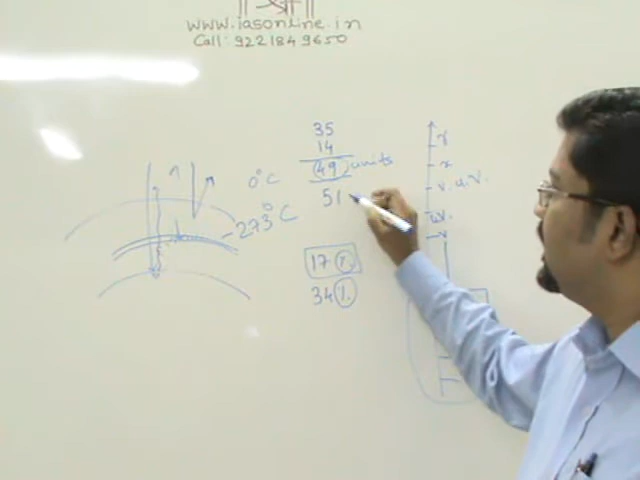 www.iasonline.in
Call: 9221849650
35
14
49 units
51
0°C
-273°C
17 %
34 %
γ
x
v. u.v.
u.v.
v